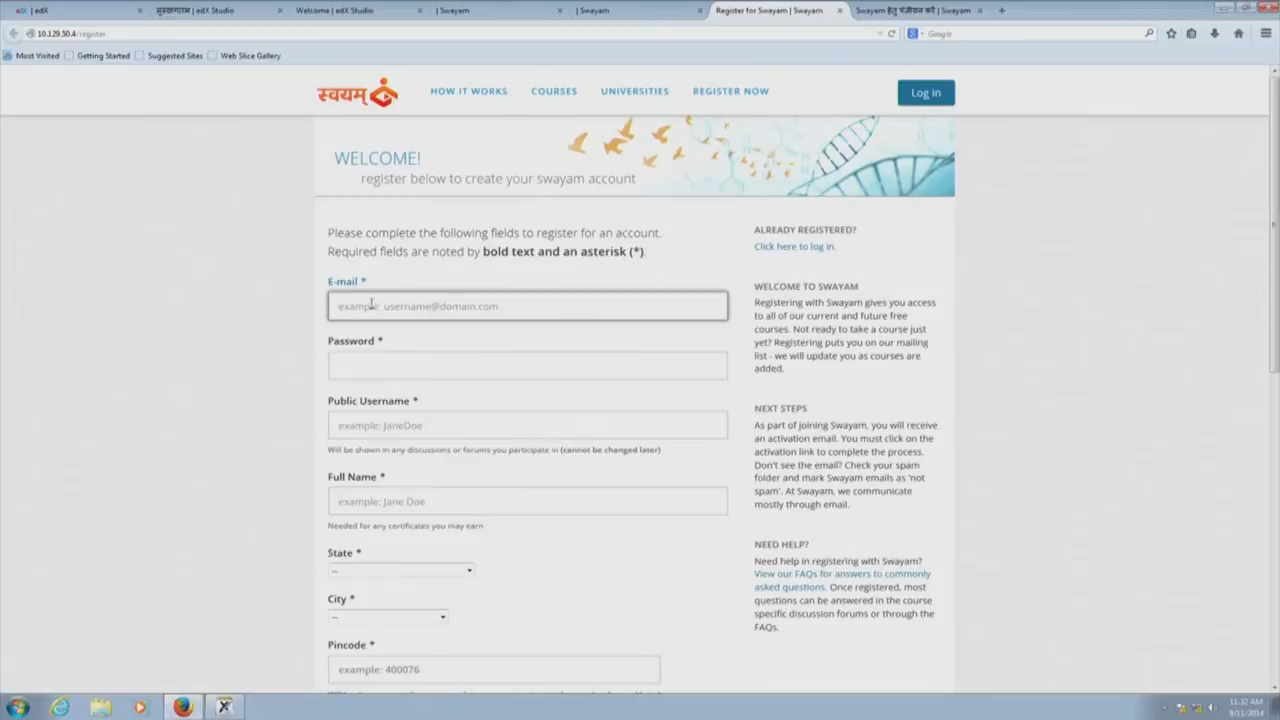 | edX
सुस्वागतम | edX Studio
Welcome | edX Studio
| Swayam
| Swayam
Register for Swayam | Swayam
Swayam हेतु पंजीयन करें | Swayam
10.129.50.4/register
Google
Most Visited
Getting Started
Suggested Sites
Web Slice Gallery
स्वयम्
HOW IT WORKS
COURSES
UNIVERSITIES
REGISTER NOW
Log in
WELCOME!
register below to create your swayam account
Please complete the following fields to register for an account.
Required fields are noted by bold text and an asterisk (*).
E-mail *
example: username@domain.com
Password *
Public Username *
example: JaneDoe
Will be shown in any discussions or forums you participate in (cannot be changed later)
Full Name *
example: Jane Doe
Needed for any certificates you may earn
State *
--
City *
--
Pincode *
example: 400076
ALREADY REGISTERED?
Click here to log in.
WELCOME TO SWAYAM
Registering with Swayam gives you access
to all of our current and future free
courses. Not ready to take a course just
yet? Registering puts you on our mailing
list - we will update you as courses are
added.
NEXT STEPS
As part of joining Swayam, you will receive
an activation email. You must click on the
activation link to complete the process.
Don't see the email? Check your spam
folder and mark Swayam emails as 'not
spam'. At Swayam, we communicate
mostly through email.
NEED HELP?
Need help in registering with Swayam?
View our FAQs for answers to commonly
asked questions. Once registered, most
questions can be answered in the course
specific discussion forums or through the
FAQs.
11:32 AM
9/11/2014